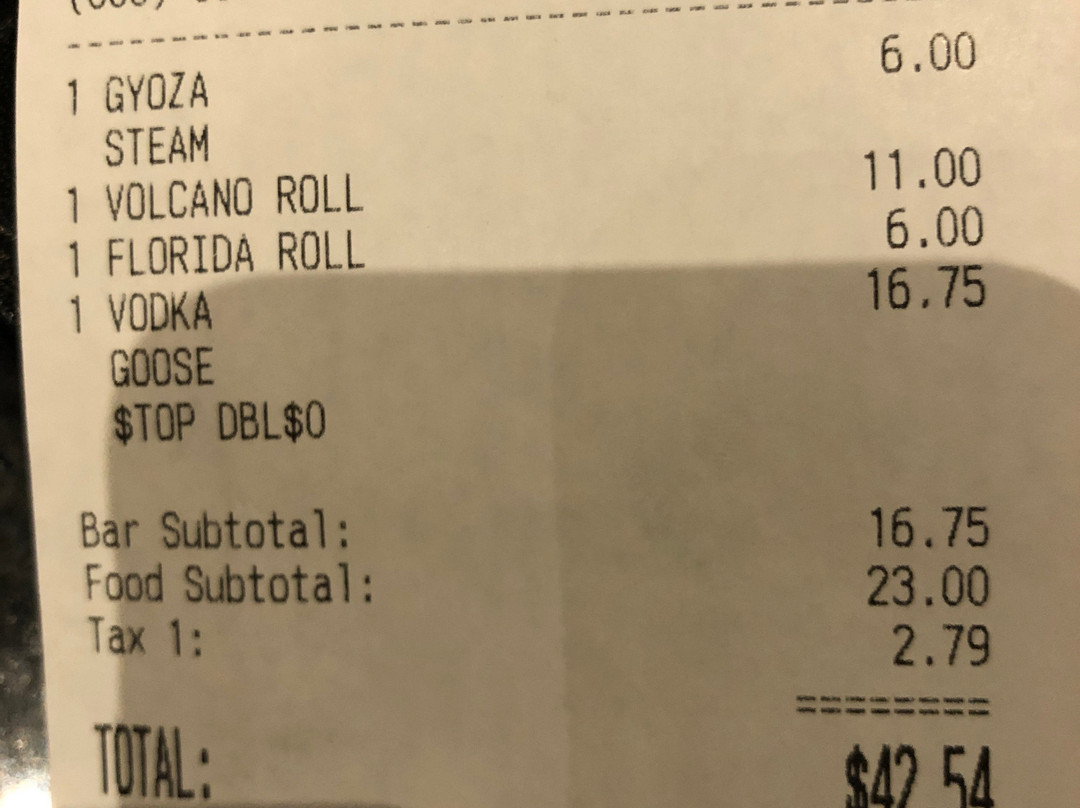 1 GYOZA 6.00
STEAM
1 VOLCANO ROLL 11.00
1 FLORIDA ROLL 6.00
1 VODKA 16.75
GOOSE
$TOP DBL$0
Bar Subtotal: 16.75
Food Subtotal: 23.00
Tax 1: 2.79
========
TOTAL: $42.54